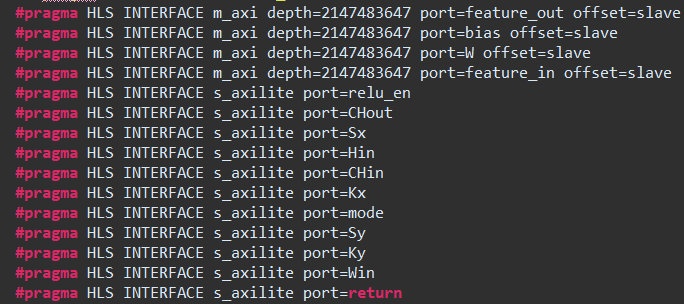 #pragma HLS INTERFACE m_axi depth=2147483647 port=feature_out offset=slave
#pragma HLS INTERFACE m_axi depth=2147483647 port=bias offset=slave
#pragma HLS INTERFACE m_axi depth=2147483647 port=W offset=slave
#pragma HLS INTERFACE m_axi depth=2147483647 port=feature_in offset=slave
#pragma HLS INTERFACE s_axilite port=relu_en
#pragma HLS INTERFACE s_axilite port=CHout
#pragma HLS INTERFACE s_axilite port=Sx
#pragma HLS INTERFACE s_axilite port=Hin
#pragma HLS INTERFACE s_axilite port=CHin
#pragma HLS INTERFACE s_axilite port=Kx
#pragma HLS INTERFACE s_axilite port=mode
#pragma HLS INTERFACE s_axilite port=Sy
#pragma HLS INTERFACE s_axilite port=Ky
#pragma HLS INTERFACE s_axilite port=Win
#pragma HLS INTERFACE s_axilite port=return